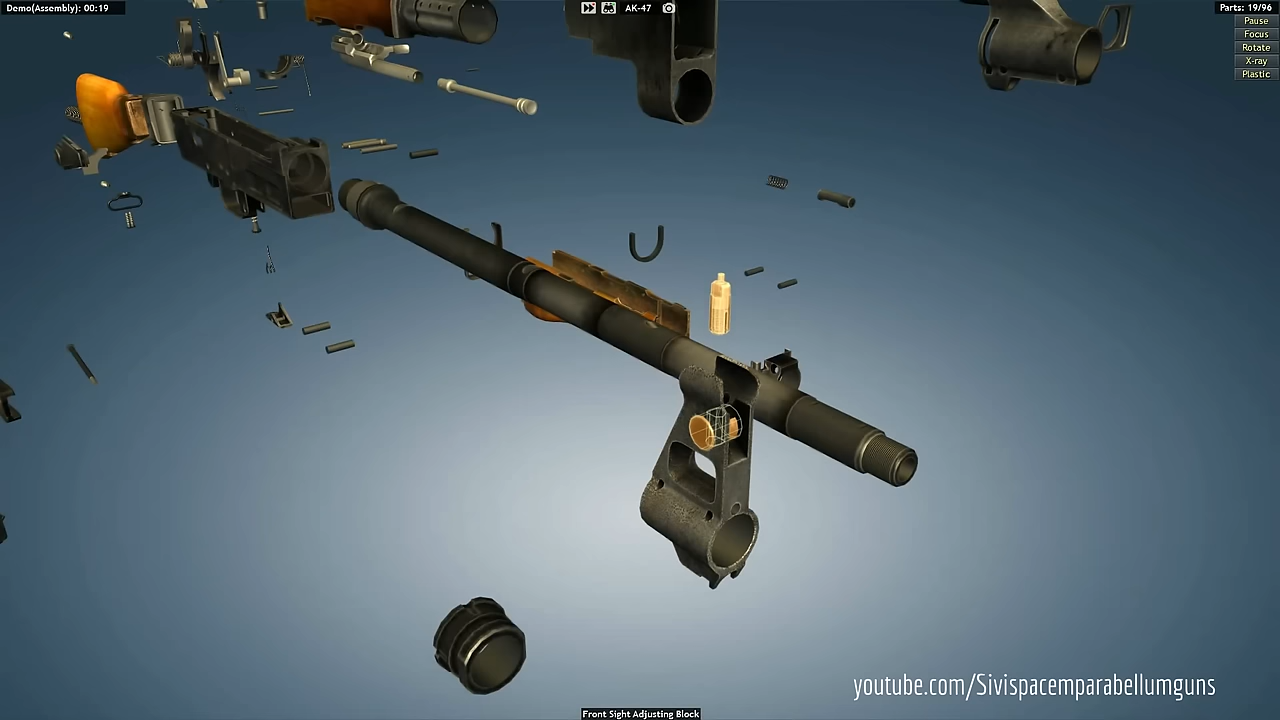 Demo(Assembly): 00:19
AK-47
Parts: 19/96
Pause
Focus
Rotate
X-ray
Plastic
youtube.com/Sivispacemparabellumguns
Front Sight Adjusting Block